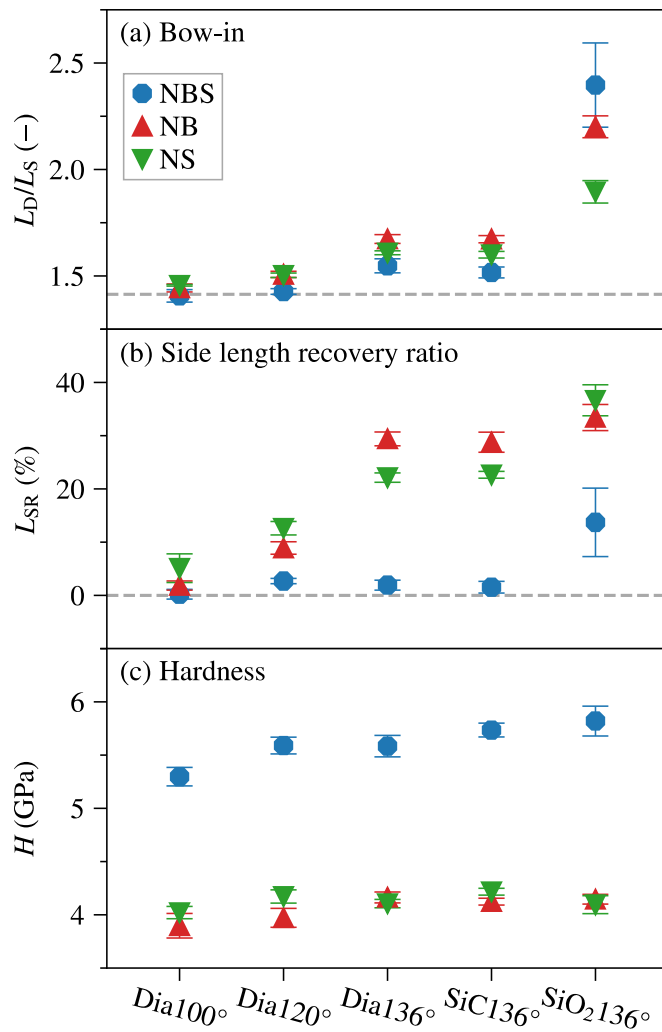 (a) Bow-in
NBS
NB
NS
L_D/L_S (−)
2.5
2.0
1.5
(b) Side length recovery ratio
L_SR (%)
40
20
0
(c) Hardness
H (GPa)
6
5
4
Dia100° Dia120° Dia136° SiC136° SiO₂136°